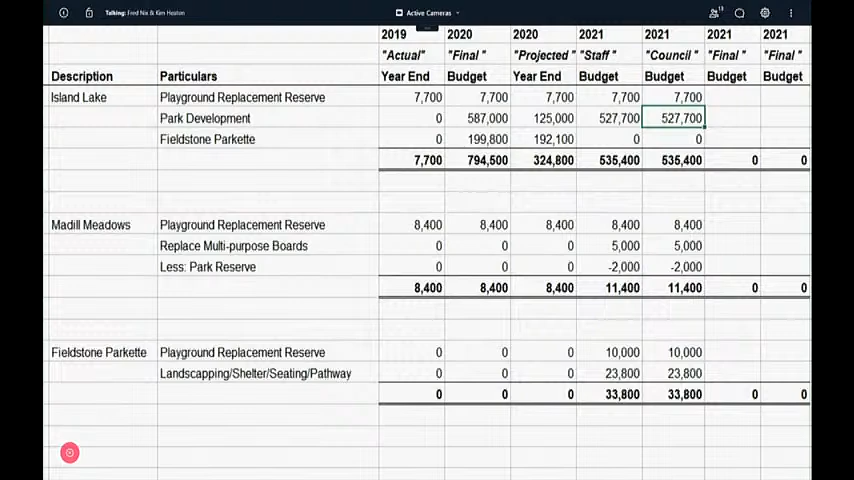 Talking: Fred Nix & Kim Heaton
Active Cameras
13
2019 2020 2020 2021 2021 2021 2021
"Actual" "Final " "Projected " "Staff " "Council " "Final " "Final "
Description Particulars Year End Budget Year End Budget Budget Budget Budget
Island Lake Playground Replacement Reserve 7,700 7,700 7,700 7,700 7,700
Park Development 0 587,000 125,000 527,700 527,700
Fieldstone Parkette 0 199,800 192,100 0 0
7,700 794,500 324,800 535,400 535,400 0 0
Madill Meadows Playground Replacement Reserve 8,400 8,400 8,400 8,400 8,400
Replace Multi-purpose Boards 0 0 0 5,000 5,000
Less: Park Reserve 0 0 0 -2,000 -2,000
8,400 8,400 8,400 11,400 11,400 0 0
Fieldstone Parkette Playground Replacement Reserve 0 0 0 10,000 10,000
Landscapping/Shelter/Seating/Pathway 0 0 0 23,800 23,800
0 0 0 33,800 33,800 0 0